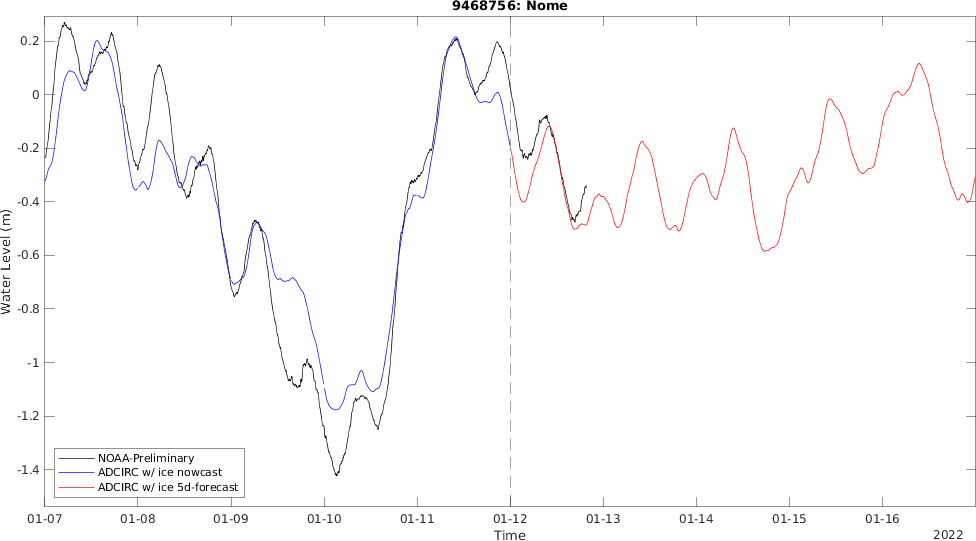 9468756: Nome
0.2
0
-0.2
-0.4
-0.6
-0.8
-1
-1.2
-1.4
Water Level (m)
NOAA-Preliminary
ADCIRC w/ ice nowcast
ADCIRC w/ ice 5d-forecast
01-07 01-08 01-09 01-10 01-11 01-12 01-13 01-14 01-15 01-16
Time
2022